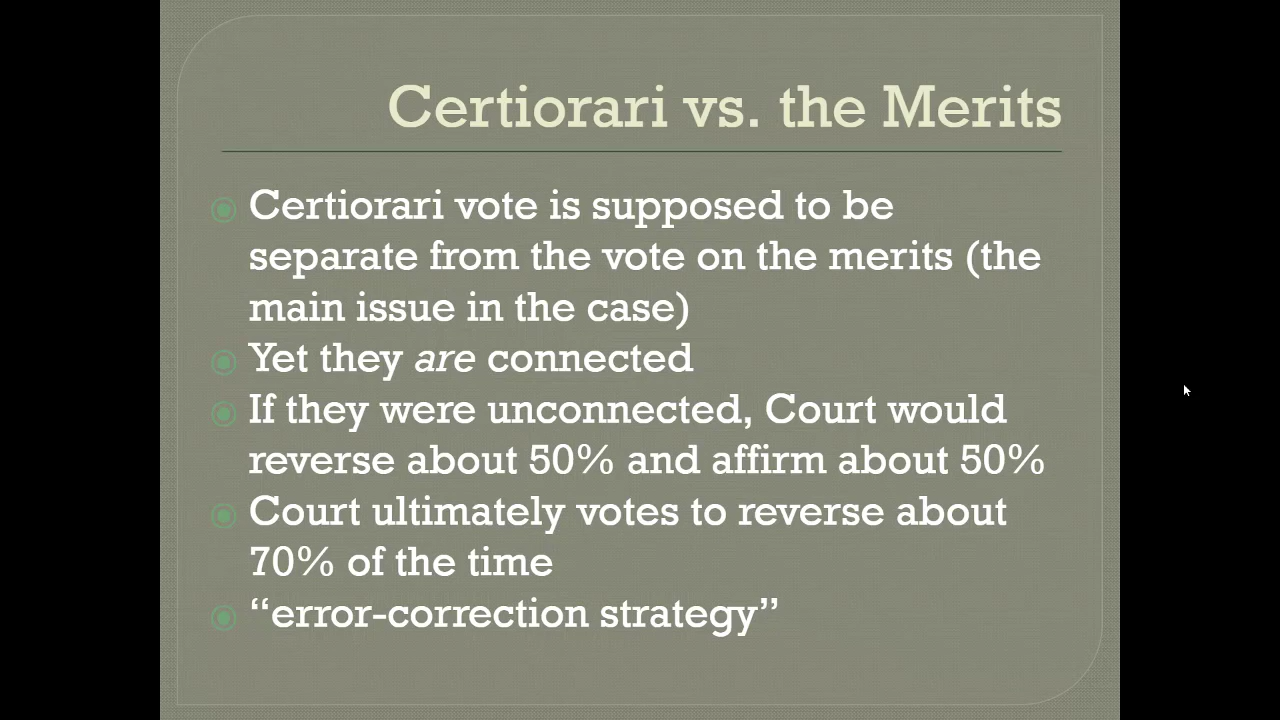 Certiorari vs. the Merits
Certiorari vote is supposed to be
separate from the vote on the merits (the
main issue in the case)
Yet they are connected
If they were unconnected, Court would
reverse about 50% and affirm about 50%
Court ultimately votes to reverse about
70% of the time
“error-correction strategy”